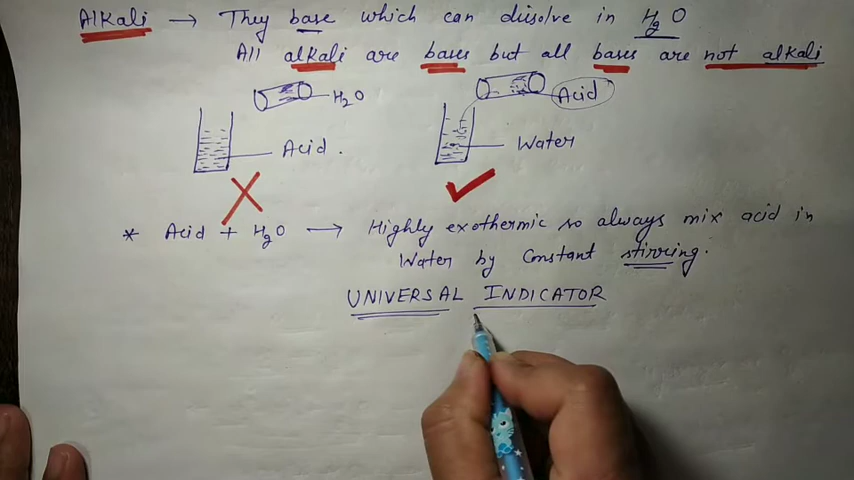 Alkali → They base which can dissolve in H2O
All alkali are bases but all bases are not alkali
H2O
Acid
Acid .
Water
* Acid + H2O → Highly exothermic so always mix acid in
Water by Constant stirring.
UNIVERSAL INDICATOR